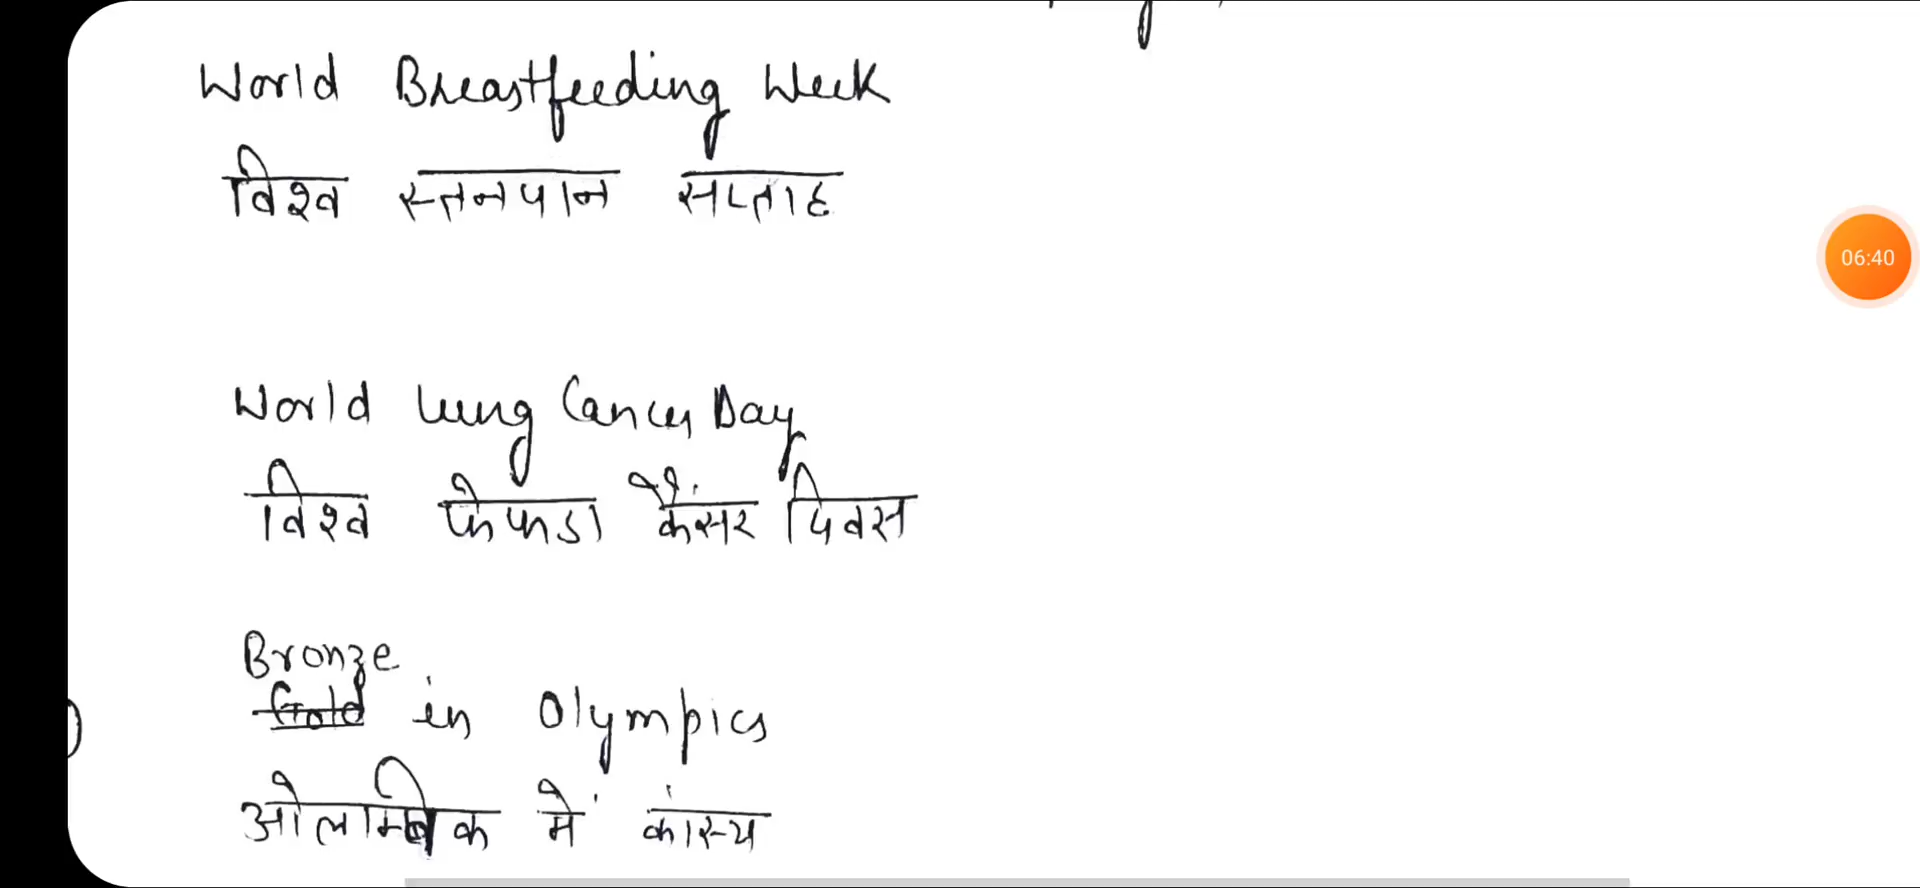 World Breastfeeding Week
विश्व स्तनपान सप्ताह
06:40
World lung Cancer Day
विश्व फेफडा कैंसर दिवस
Bronze
Gold in Olympics
ओलम्पिक में कांस्य